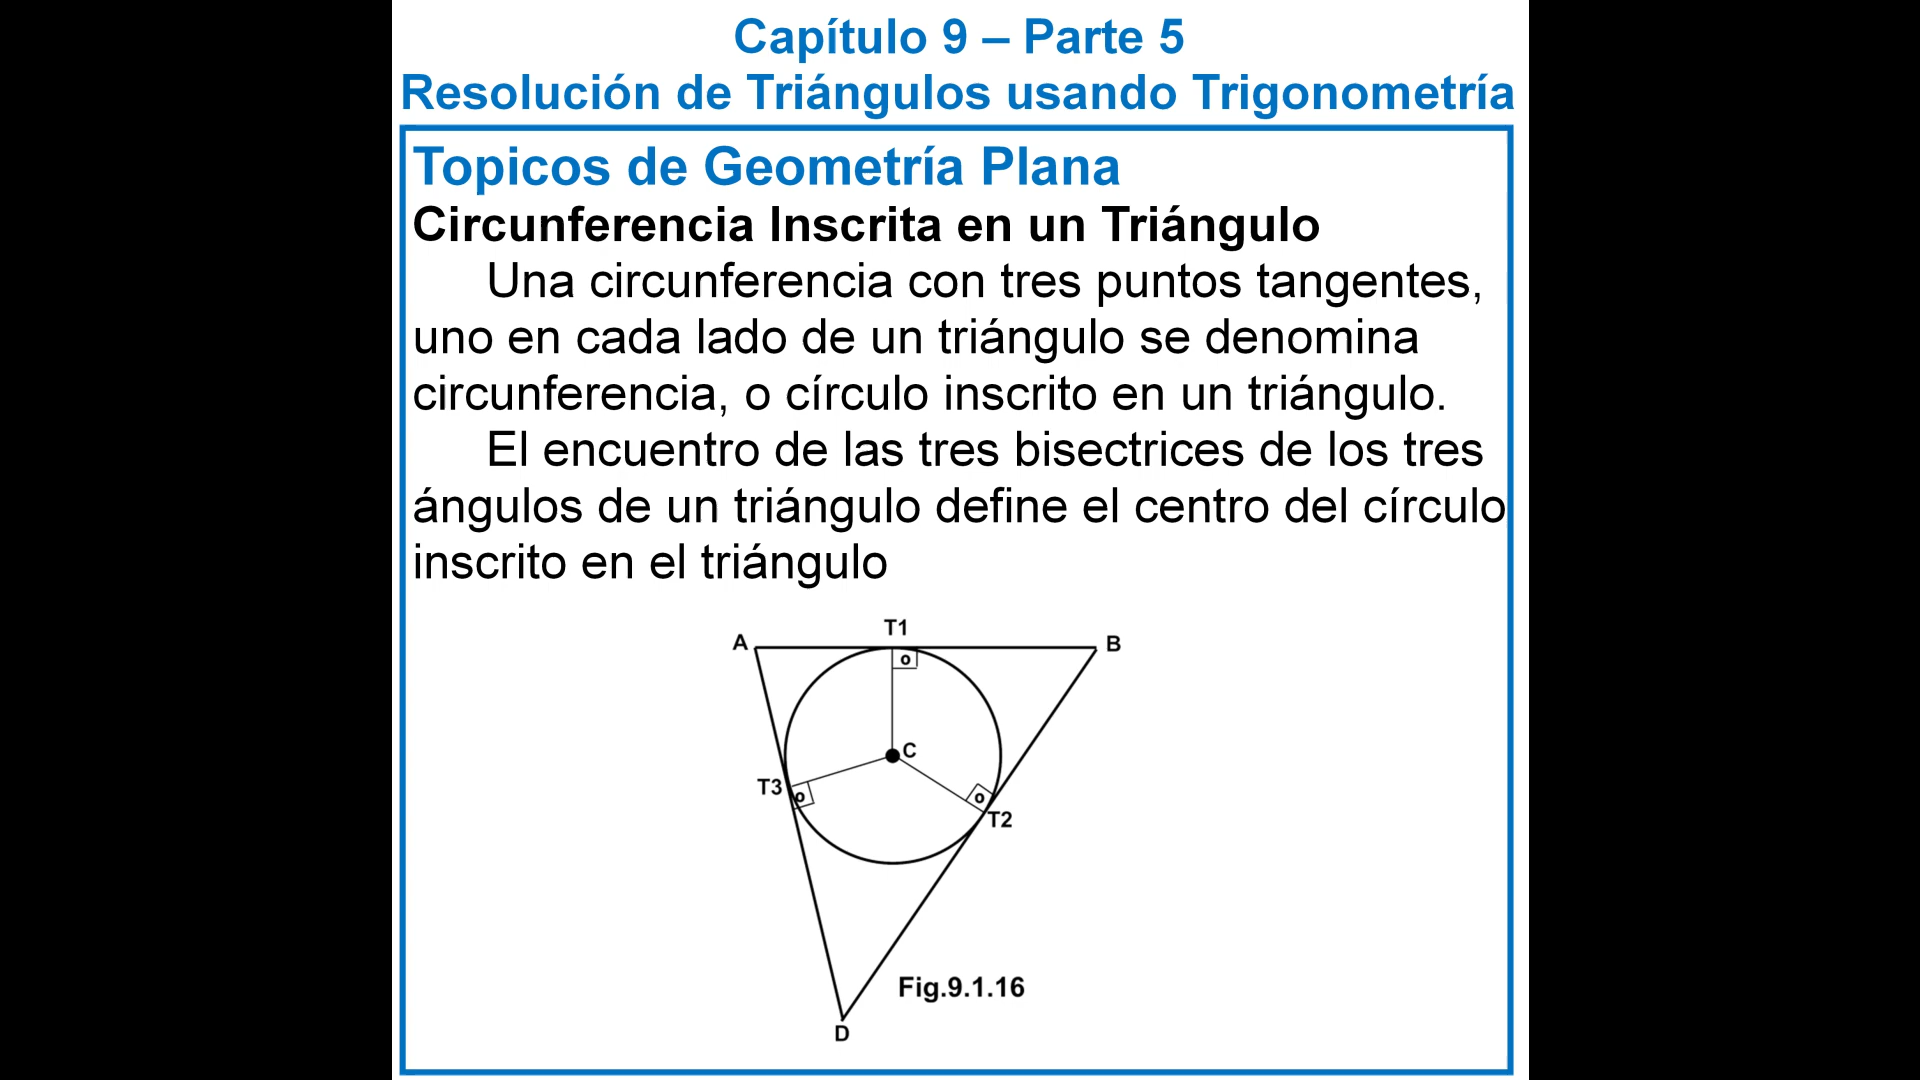 Capítulo 9 – Parte 5
Resolución de Triángulos usando Trigonometría
Topicos de Geometría Plana
Circunferencia Inscrita en un Triángulo
Una circunferencia con tres puntos tangentes,
uno en cada lado de un triángulo se denomina
circunferencia, o círculo inscrito en un triángulo.
El encuentro de las tres bisectrices de los tres
ángulos de un triángulo define el centro del círculo
inscrito en el triángulo
T1
A
B
o
C
T3
o
o
T2
Fig.9.1.16
D